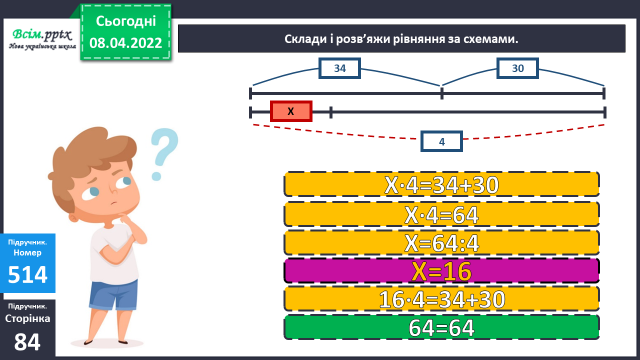 Всім.pptx
Нова українська школа
Сьогодні
08.04.2022
Склади і розв’яжи рівняння за схемами.
34
30
X
4
X·4=34+30
X·4=64
X=64:4
X=16
16·4=34+30
64=64
Підручник.
Номер
514
Підручник.
Сторінка
84